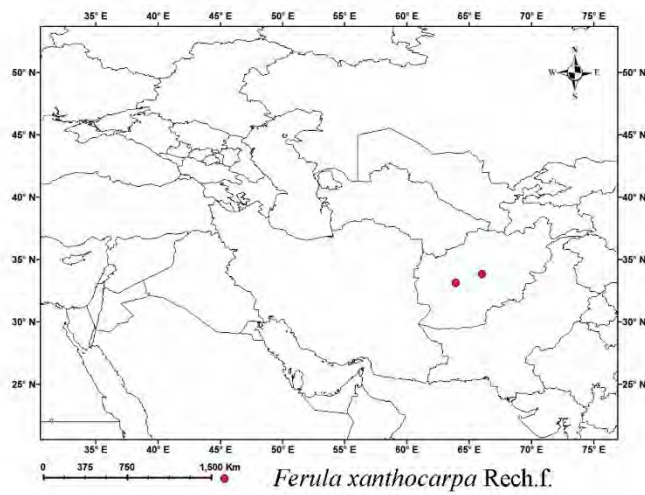 35° E 40° E 45° E 50° E 55° E 60° E 65° E 70° E 75° E
N
W E
S
50° N 50° N
45° N 45° N
40° N 40° N
35° N 35° N
30° N 30° N
25° N 25° N
35° E 40° E 45° E 50° E 55° E 60° E 65° E 70° E 75° E
0 375 750 1,500 Km
Ferula xanthocarpa Rech.f.